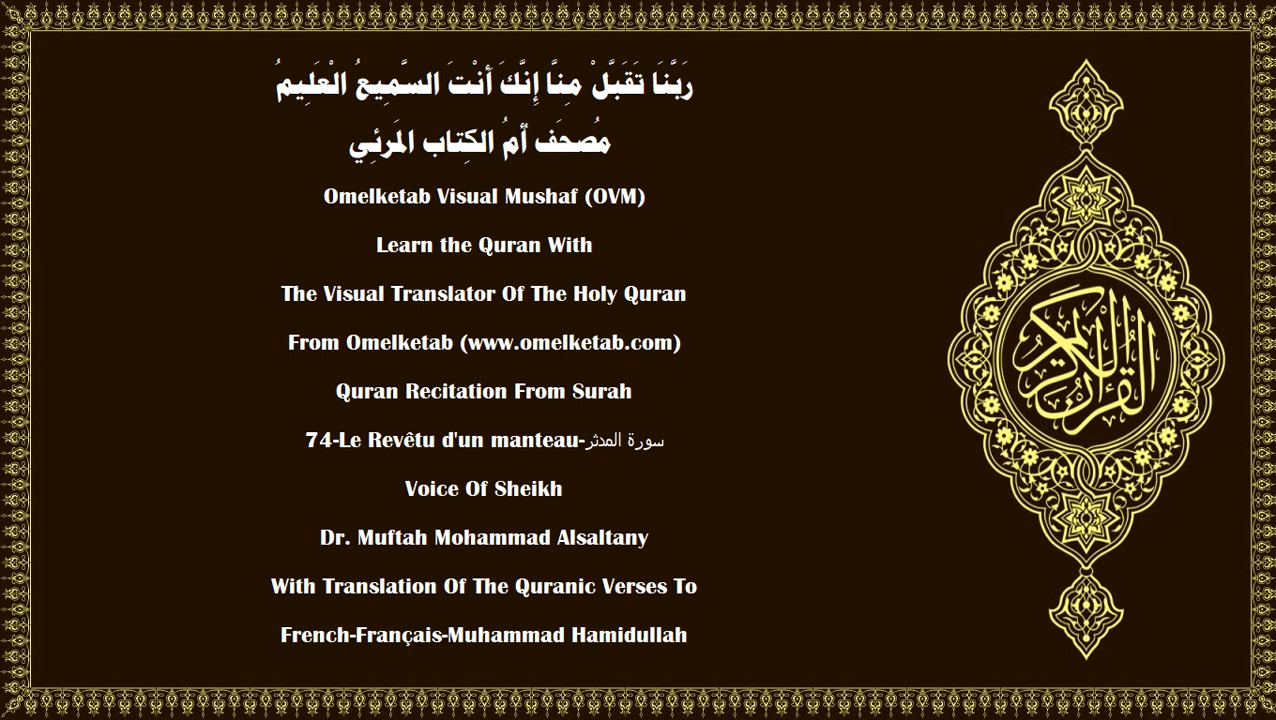 رَبَّنَا تَقَبَّلْ مِنَّا إِنَّكَ أَنْتَ السَّمِيعُ الْعَلِيمُ
مُصحَف أمُ الكِتاب المَرئِي
Omelketab Visual Mushaf (OVM)
Learn the Quran With
The Visual Translator Of The Holy Quran
From Omelketab (www.omelketab.com)
Quran Recitation From Surah
74-Le Revêtu d'un manteau-سورة المدثر
Voice Of Sheikh
Dr. Muftah Mohammad Alsaltany
With Translation Of The Quranic Verses To
French-Français-Muhammad Hamidullah
القرآن الكريم